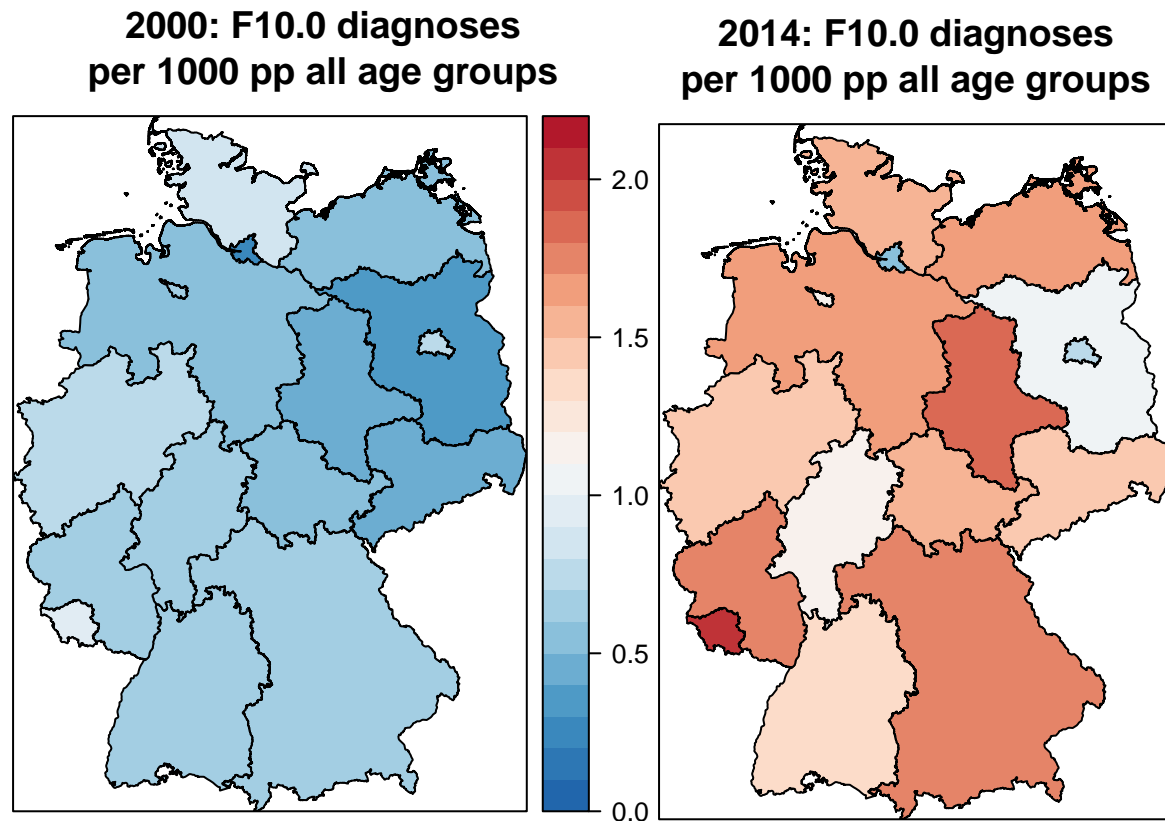 2000: F10.0 diagnoses
per 1000 pp all age groups
2014: F10.0 diagnoses
per 1000 pp all age groups
2.0
1.5
1.0
0.5
0.0